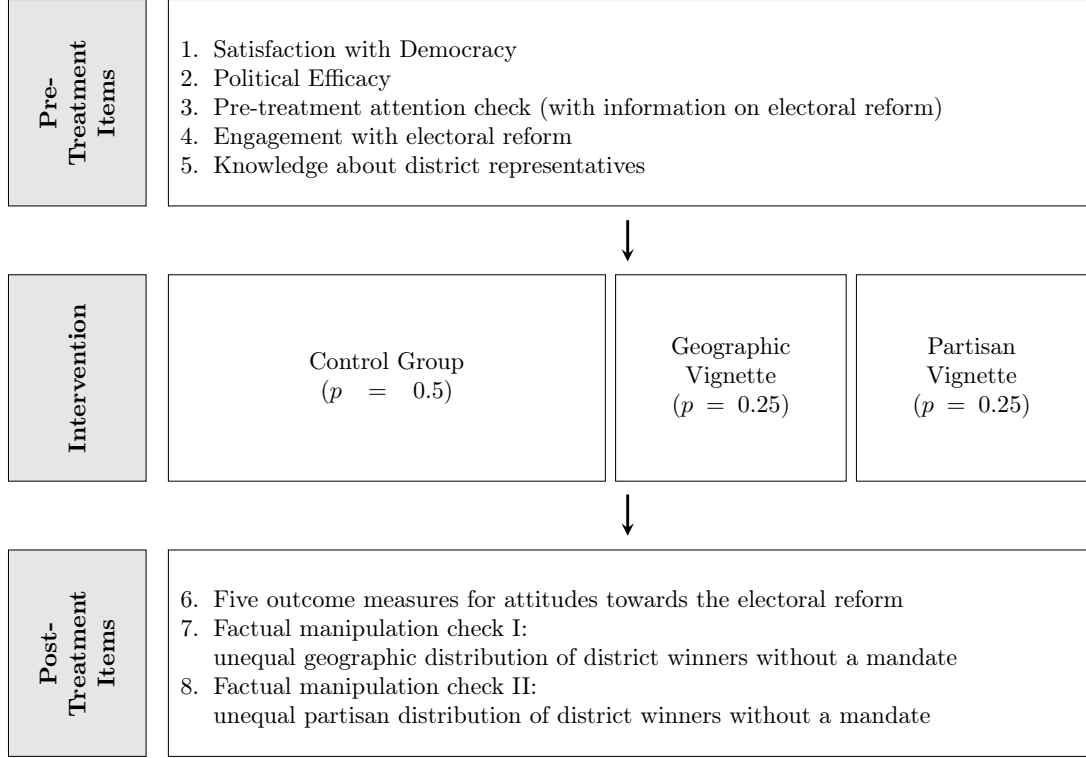 Pre-
Treatment
Items
1. Satisfaction with Democracy
2. Political Efficacy
3. Pre-treatment attention check (with information on electoral reform)
4. Engagement with electoral reform
5. Knowledge about district representatives
Intervention
Control Group
(p = 0.5)
Geographic
Vignette
(p = 0.25)
Partisan
Vignette
(p = 0.25)
Post-
Treatment
Items
6. Five outcome measures for attitudes towards the electoral reform
7. Factual manipulation check I:
unequal geographic distribution of district winners without a mandate
8. Factual manipulation check II:
unequal partisan distribution of district winners without a mandate